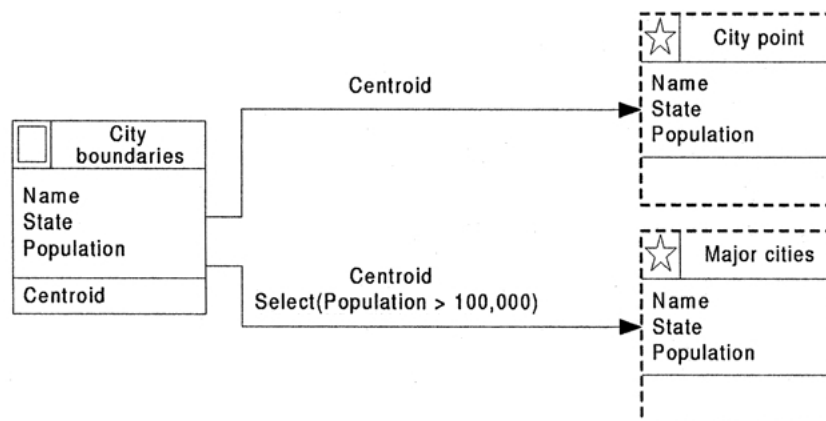 City
boundaries
Name
State
Population
Centroid
Centroid
Centroid
Select(Population > 100,000)
City point
Name
State
Population
Major cities
Name
State
Population